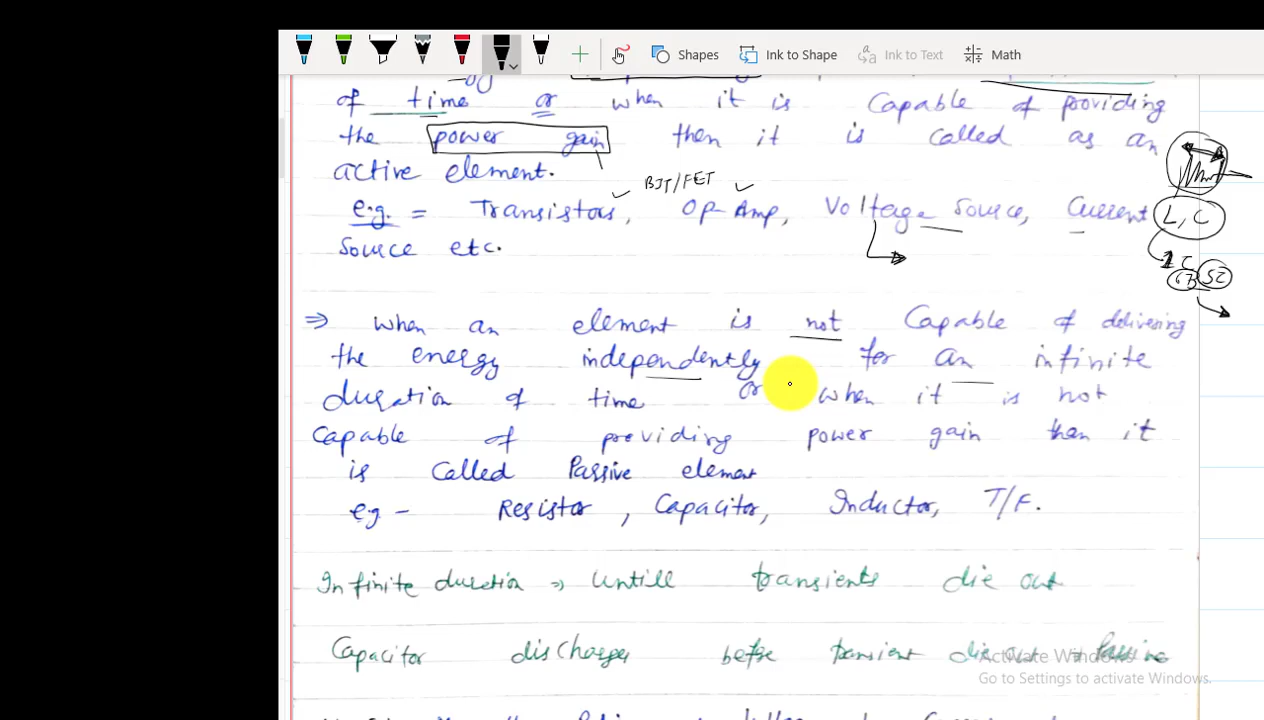 Shapes Ink to Shape Ink to Text Math
of time or when it is Capable of providing
the power gain then it is called as an
active element.
BJT/FET
e.g. = Transistors, Op-Amp, Voltage Source, Current
L, C
Source etc.
⇒ when an element is not Capable of delivering
the energy independently for an infinite
duration of time or when it is not
Capable of providing power gain then it
is Called Passive element
eg - Resistor, Capacitor, Inductor, T/F.
Infinite duration ⇒ Untill transients die out
Capacitor discharges before transient die out ⇒ Passive
Activate Windows
Go to Settings to activate Windows.